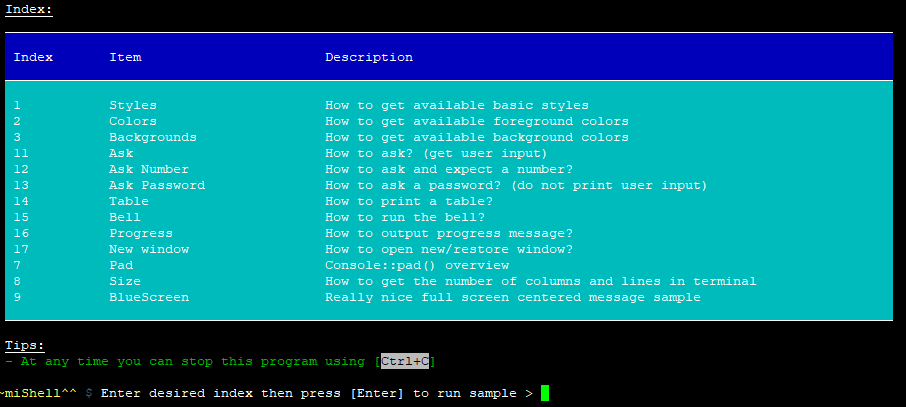 Index:
Index Item Description
1 Styles How to get available basic styles
2 Colors How to get available foreground colors
3 Backgrounds How to get available background colors
11 Ask How to ask? (get user input)
12 Ask Number How to ask and expect a number?
13 Ask Password How to ask a password? (do not print user input)
14 Table How to print a table?
15 Bell How to run the bell?
16 Progress How to output progress message?
17 New window How to open new/restore window?
7 Pad Console::pad() overview
8 Size How to get the number of columns and lines in terminal
9 BlueScreen Really nice full screen centered message sample
Tips:
- At any time you can stop this program using [Ctrl+C]
~miShell^^ $ Enter desired index then press [Enter] to run sample >